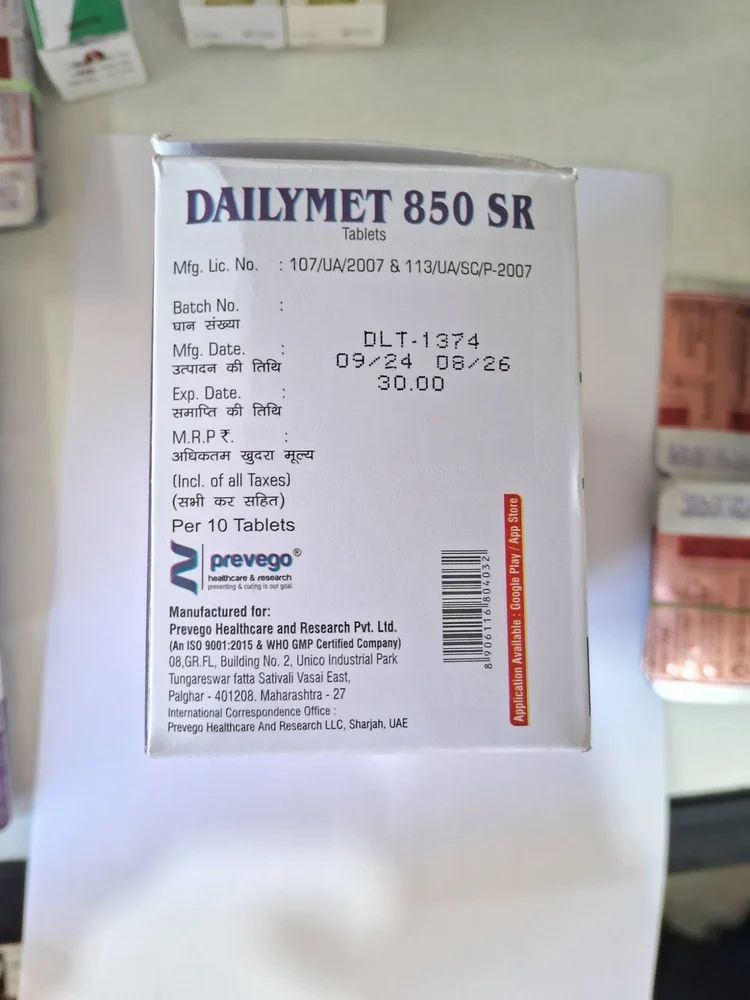 DAILYMET 850 SR
Tablets
Mfg. Lic. No. : 107/UA/2007 & 113/UA/SC/P-2007
Batch No. :
घान संख्या
DLT-1374
Mfg. Date. :
09/24 08/26
उत्पादन की तिथि
30.00
Exp. Date. :
समाप्ति की तिथि
M.R.P ₹. :
अधिकतम खुदरा मूल्य
(Incl. of all Taxes)
(सभी कर सहित)
Per 10 Tablets
prevego®
healthcare & research
preventing & curing is our goal
Manufactured for:
Prevego Healthcare and Research Pvt. Ltd.
(An ISO 9001:2015 & WHO GMP Certified Company)
08,GR.FL, Building No. 2, Unico Industrial Park
Tungareswar fatta Sativali Vasai East,
Palghar - 401208. Maharashtra - 27
International Correspondence Office :
Prevego Healthcare And Research LLC, Sharjah, UAE
8 906116 804032
Application Available : Google Play / App Store